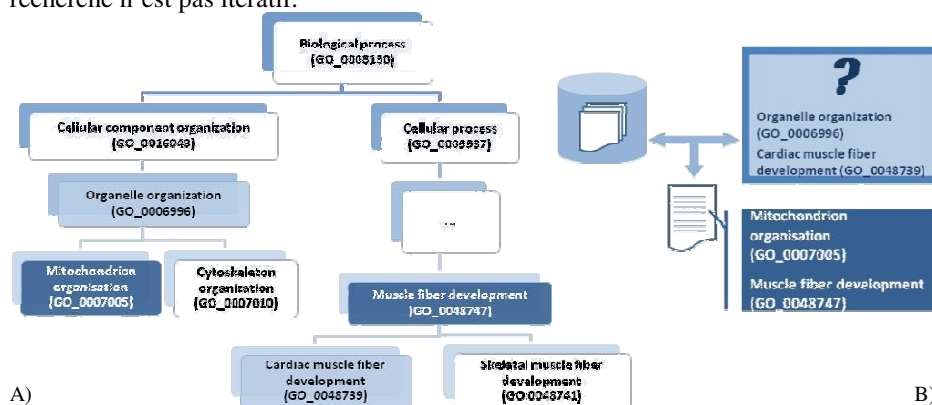 recherche n'est pas itératif.
Biological process
(GO_0008150)
Cellular component organization
(GO_0016043)
Cellular process
(GO_0009987)
Organelle organization
(GO_0006996)
...
Mitochondrion
organisation
(GO_0007005)
Cytoskeleton
organization
(GO_0007010)
Muscle fiber development
(GO_0048747)
Cardiac muscle fiber
development
(GO_0048739)
Skeletal muscle fiber
development
(GO:0048741)
A)
?
Organelle organization
(GO_0006996)
Cardiac muscle fiber
development (GO_0048739)
Mitochondrion
organisation
(GO_0007005)
Muscle fiber development
(GO_0048747)
B)